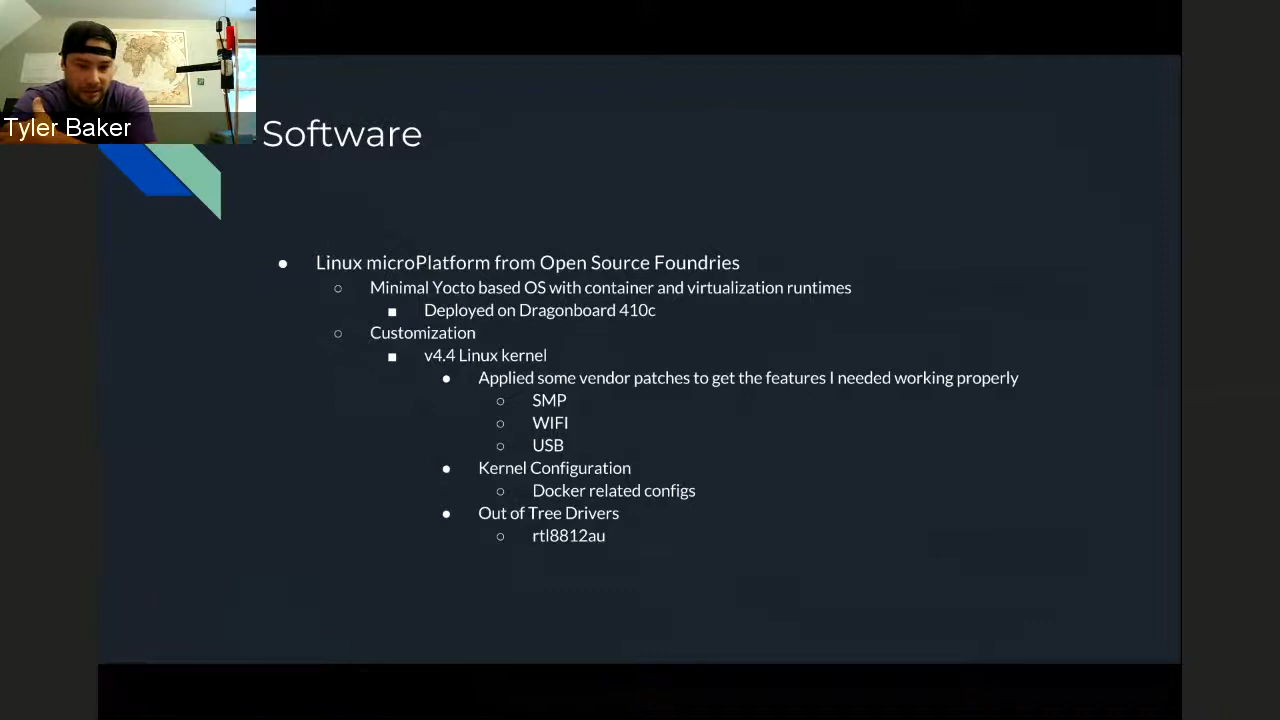 Tyler Baker
Software
Linux microPlatform from Open Source Foundries
Minimal Yocto based OS with container and virtualization runtimes
Deployed on Dragonboard 410c
Customization
v4.4 Linux kernel
Applied some vendor patches to get the features I needed working properly
SMP
WIFI
USB
Kernel Configuration
Docker related configs
Out of Tree Drivers
rtl8812au